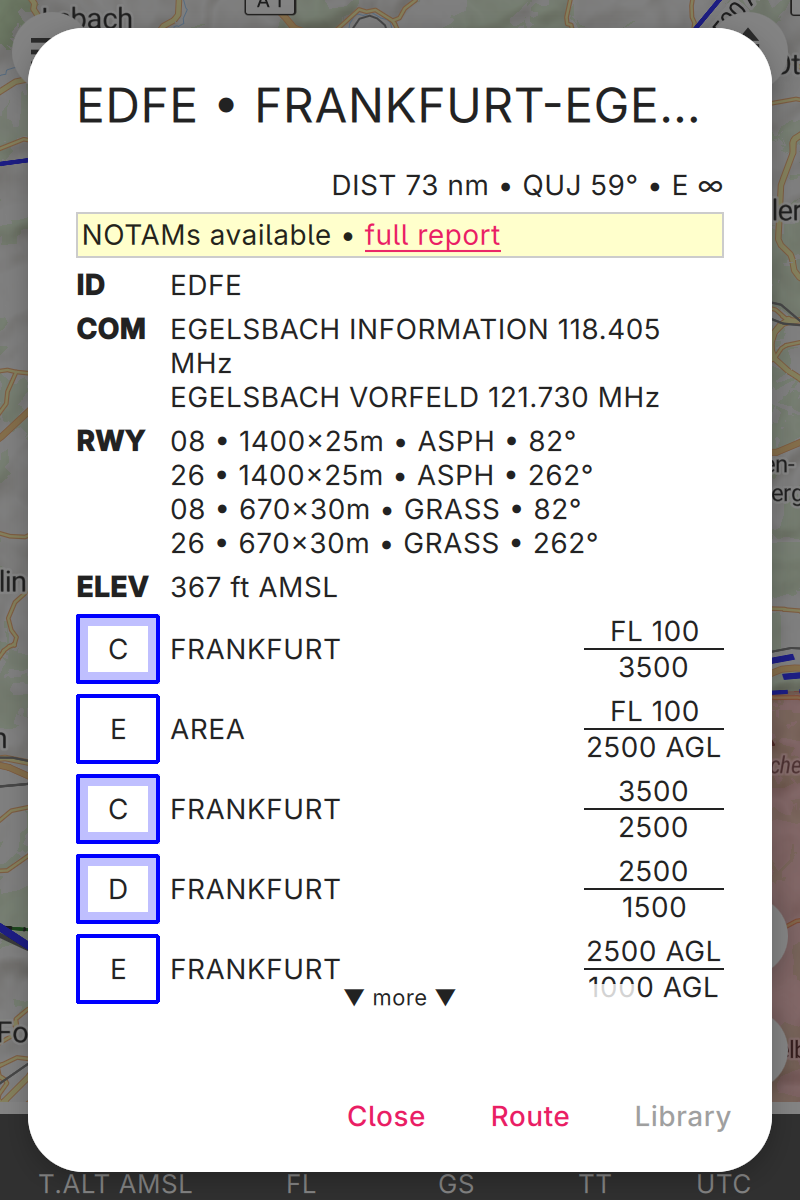 EDFE • FRANKFURT-EGE...
DIST 73 nm • QUJ 59° • E ∞
NOTAMs available • full report
ID EDFE
COM EGELSBACH INFORMATION 118.405
MHz
EGELSBACH VORFELD 121.730 MHz
RWY 08 • 1400×25m • ASPH • 82°
26 • 1400×25m • ASPH • 262°
08 • 670×30m • GRASS • 82°
26 • 670×30m • GRASS • 262°
ELEV 367 ft AMSL
C FRANKFURT FL 100
3500
E AREA FL 100
2500 AGL
C FRANKFURT 3500
2500
D FRANKFURT 2500
1500
E FRANKFURT 2500 AGL
1000 AGL
▼ more ▼
Close Route Library
T.ALT AMSL FL GS TT UTC